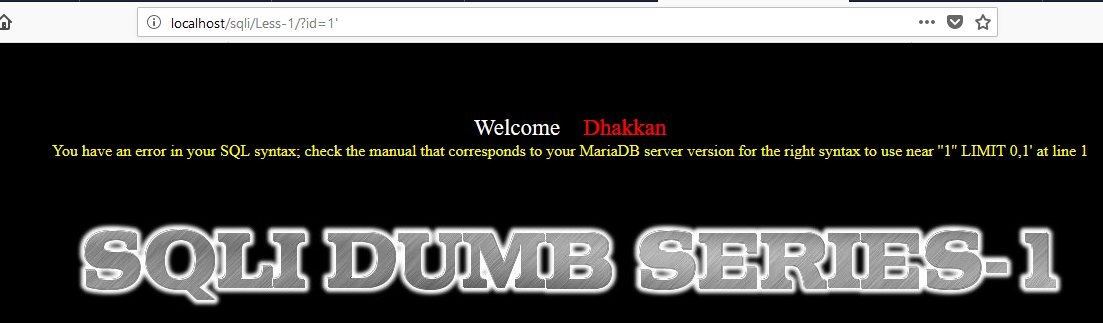 localhost/sqli/Less-1/?id=1'
Welcome Dhakkan
You have an error in your SQL syntax; check the manual that corresponds to your MariaDB server version for the right syntax to use near ''1'' LIMIT 0,1' at line 1
SQLI DUMB SERIES-1